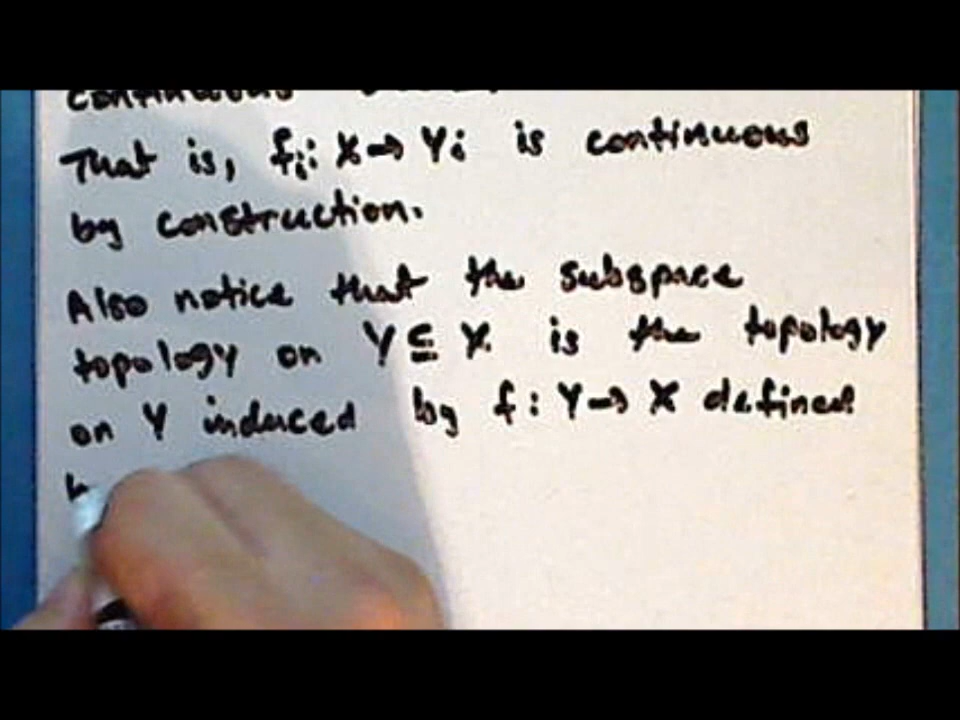 continuous
That is, fᵢ: X → Yᵢ is continuous
by construction.
Also notice that the subspace
topology on Y ⊆ X is the topology
on Y induced by f: Y → X defined